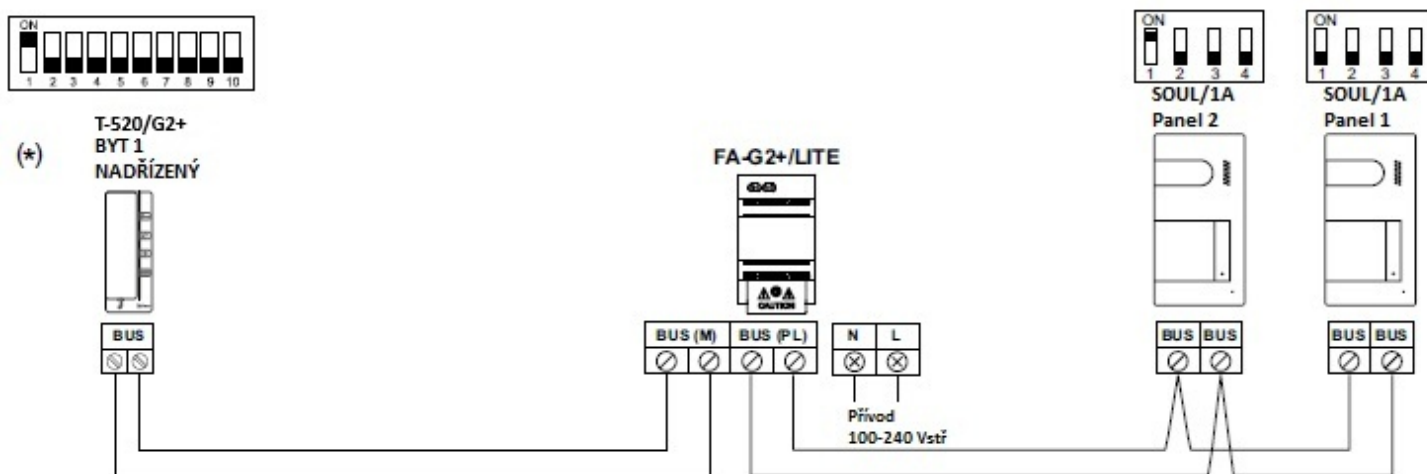 ON
1 2 3 4 5 6 7 8 9 10
ON
1 2 3 4
ON
1 2 3 4
T-520/G2+
BYT 1
NADŘÍZENÝ
(*)
FA-G2+/LITE
SOUL/1A
Panel 2
SOUL/1A
Panel 1
CAUTION
BUS
BUS (M) BUS (PL)
N L
BUS BUS
BUS BUS
Přívod
100-240 Vstř